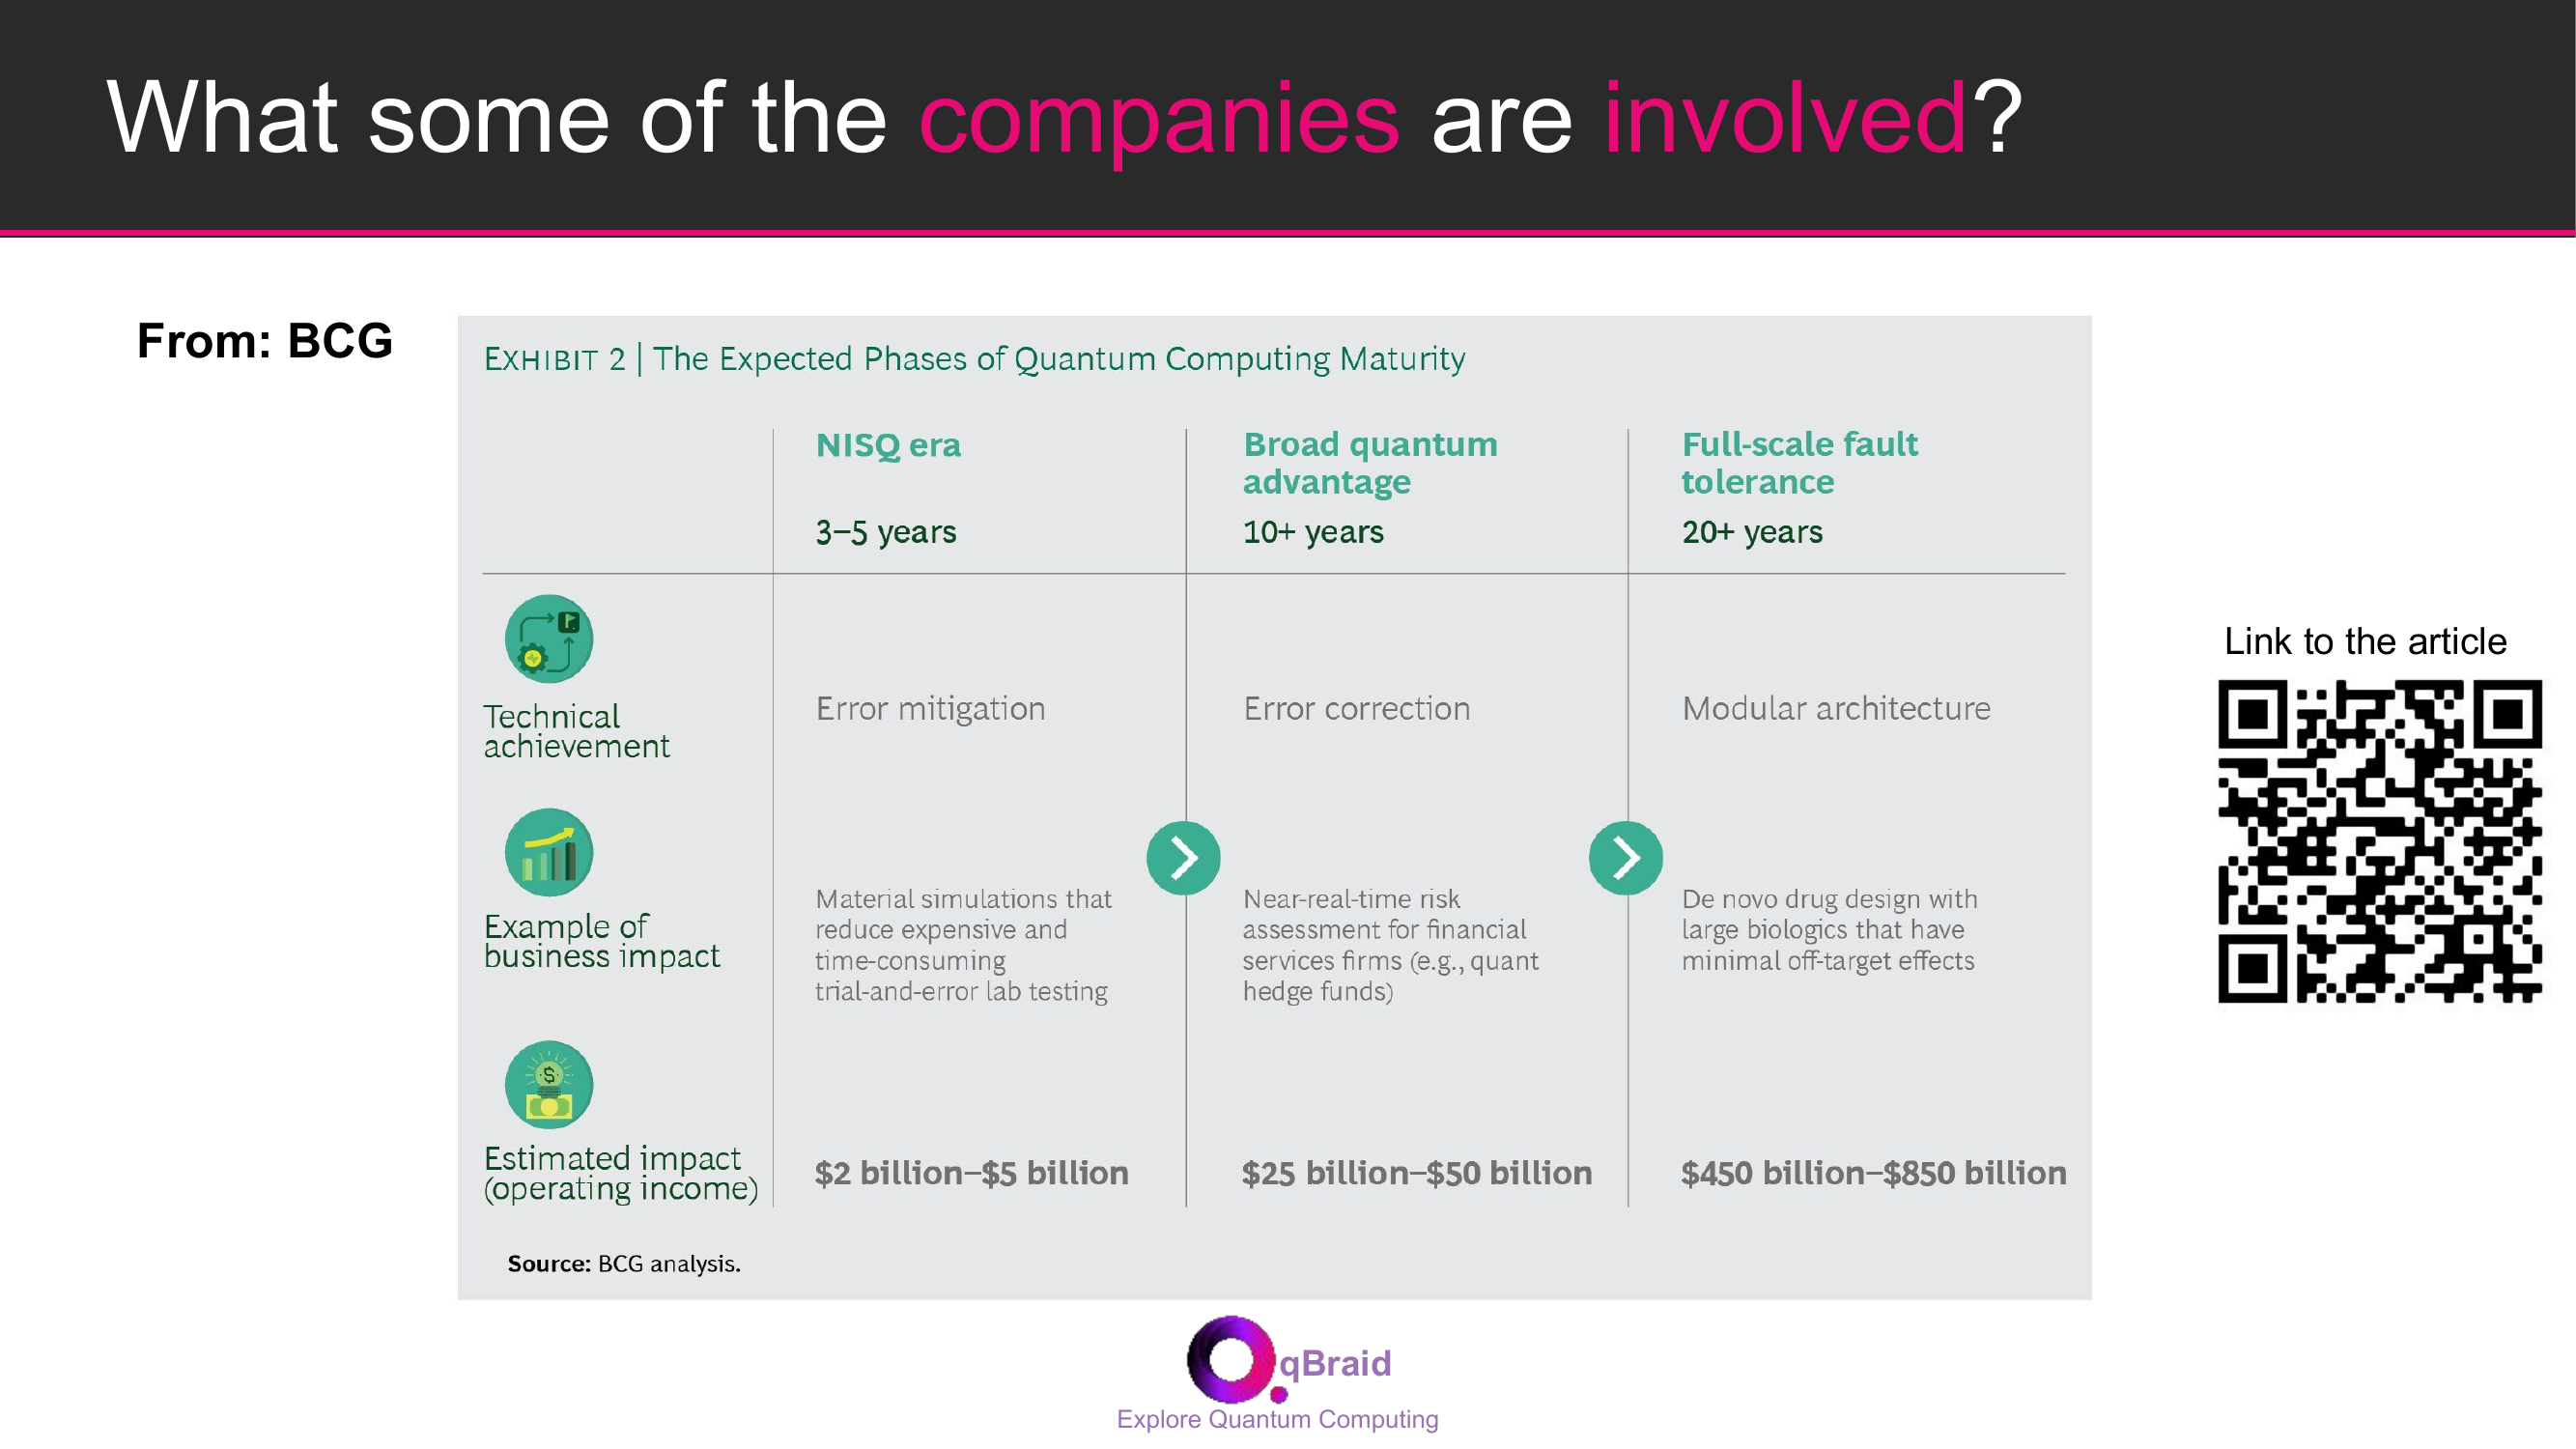 What some of the companies are involved?
From: BCG
EXHIBIT 2 | The Expected Phases of Quantum Computing Maturity
NISQ era
3–5 years
Broad quantum
advantage
10+ years
Full-scale fault
tolerance
20+ years
Technical
achievement
Error mitigation
Error correction
Modular architecture
Example of
business impact
Material simulations that
reduce expensive and
time-consuming
trial-and-error lab testing
Near-real-time risk
assessment for financial
services firms (e.g., quant
hedge funds)
De novo drug design with
large biologics that have
minimal off-target effects
Estimated impact
(operating income)
$2 billion–$5 billion
$25 billion–$50 billion
$450 billion–$850 billion
Source: BCG analysis.
Link to the article
qBraid
Explore Quantum Computing